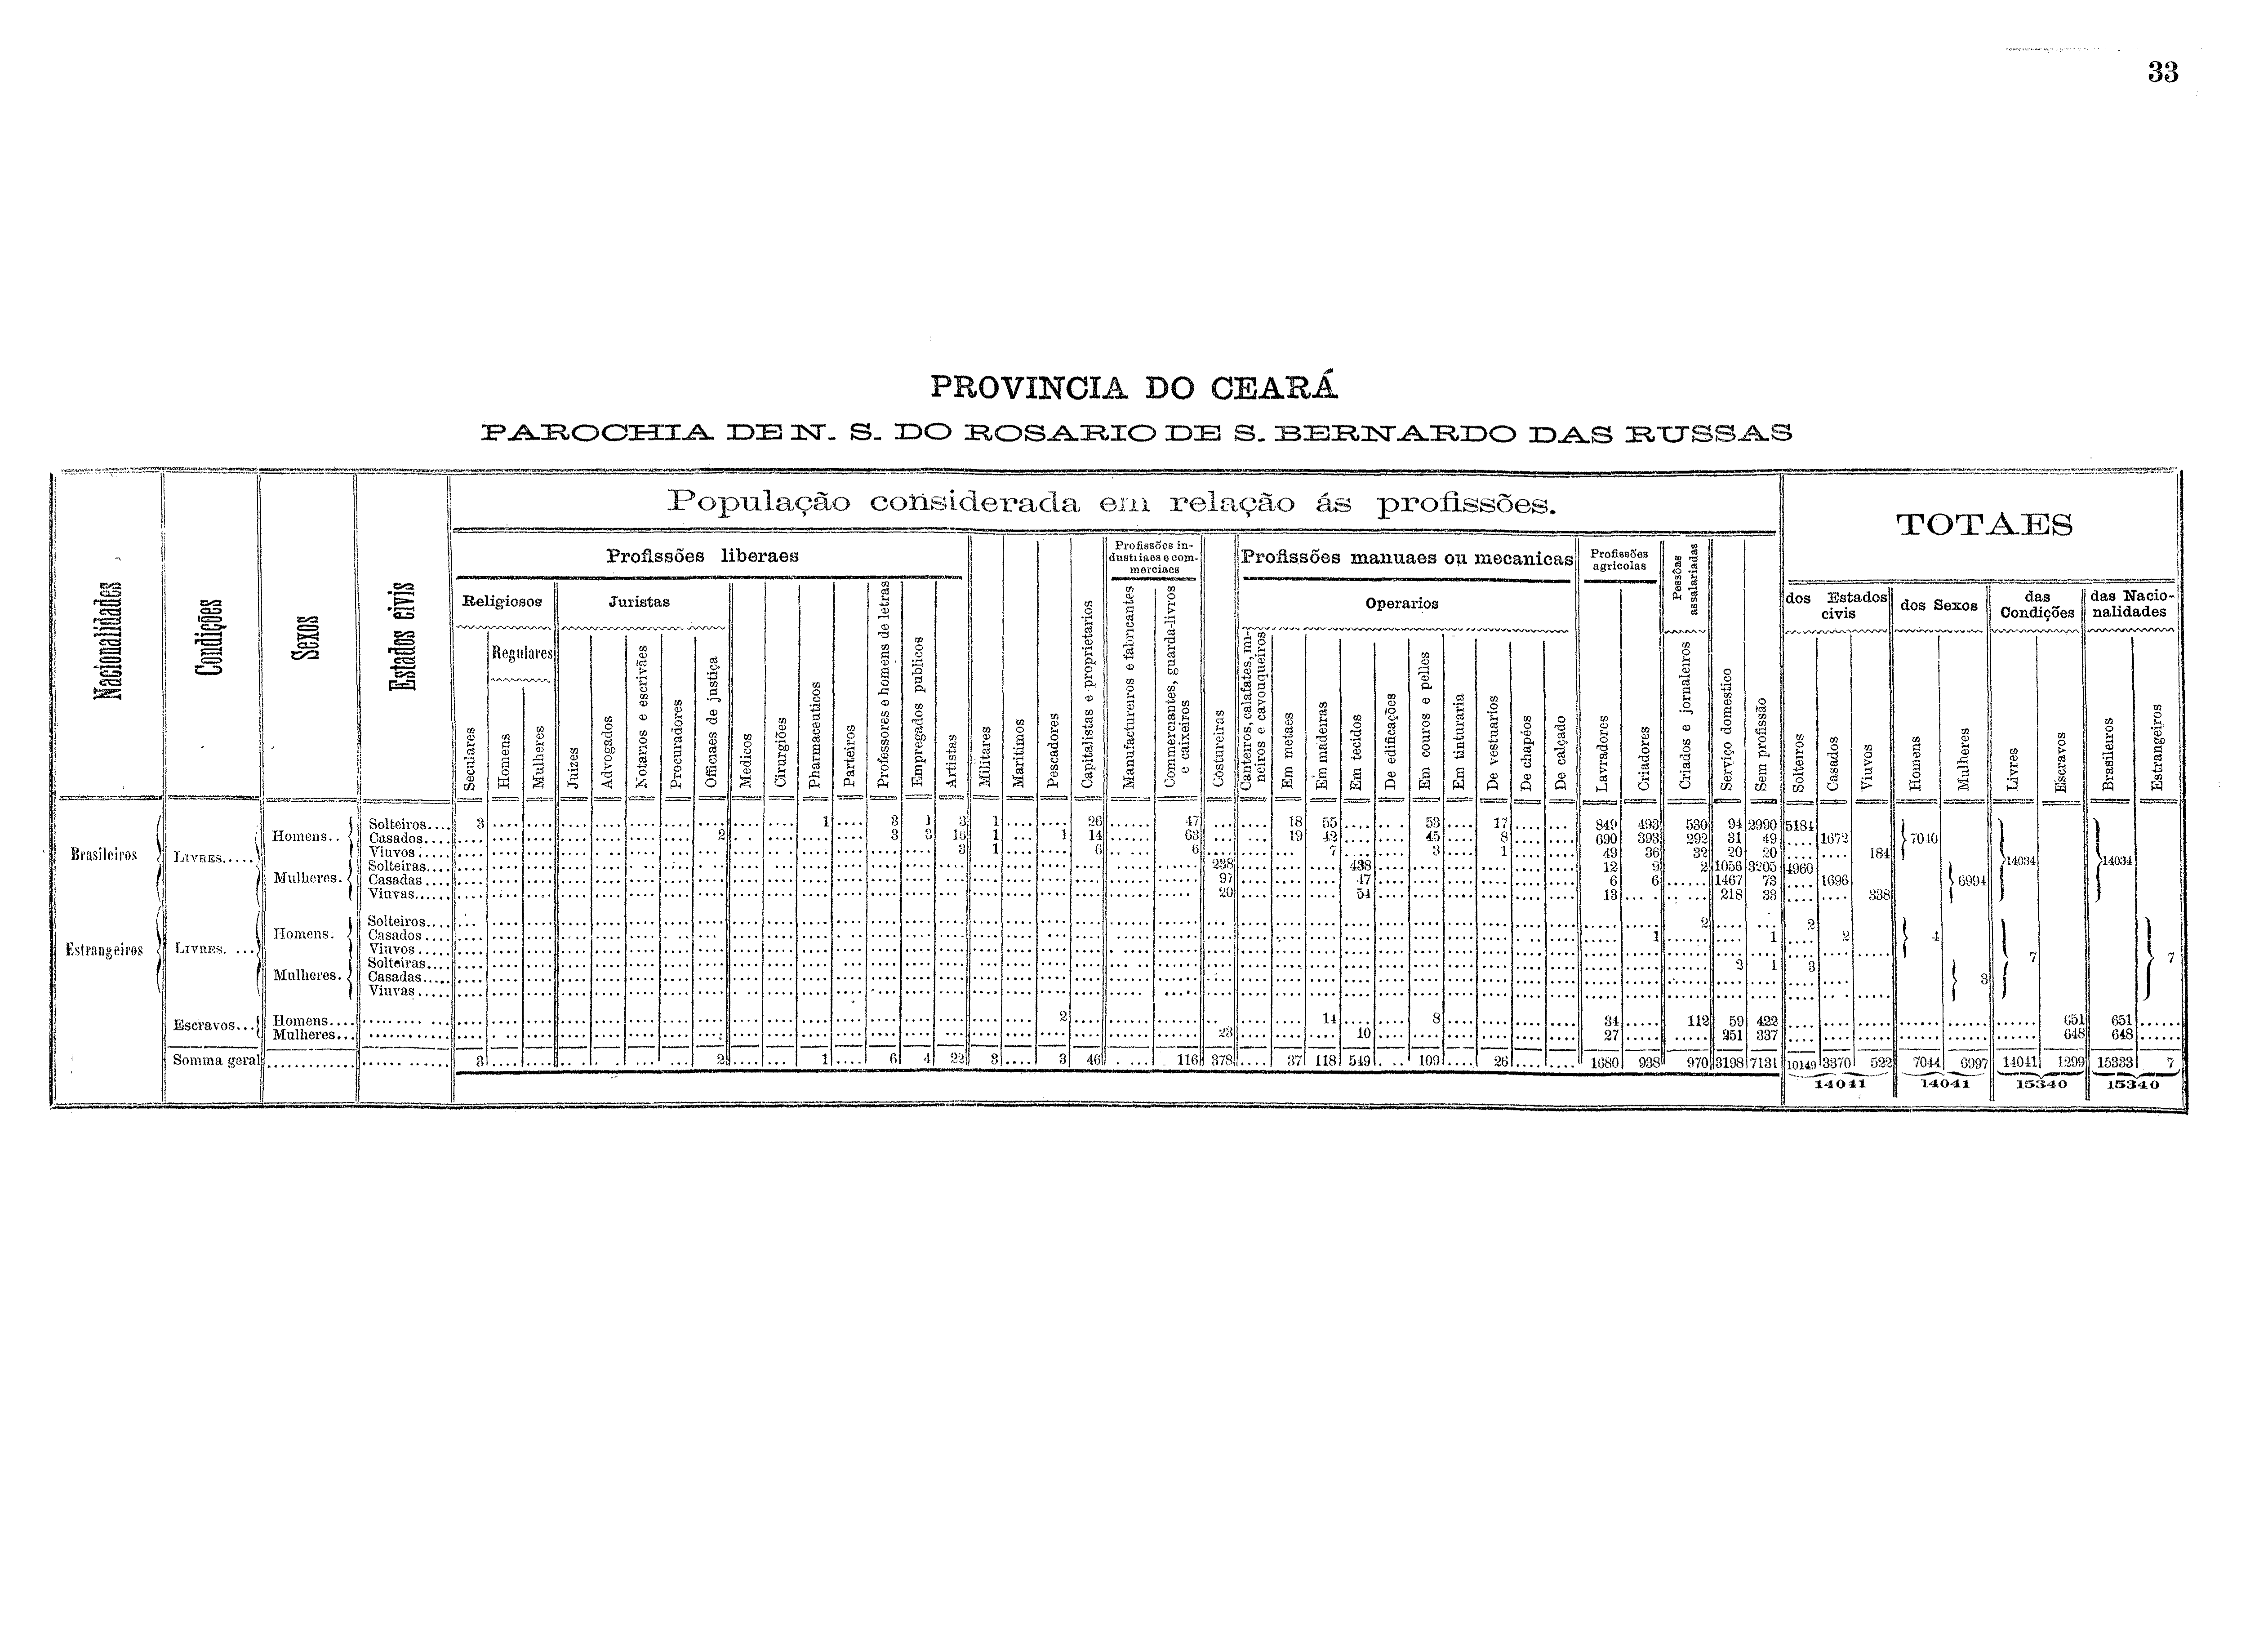 33
PROVINCIA DO CEARÁ
PAROCHIA DE N. S. DO ROSARIO DE S. BERNARDO DAS RUSSAS
População considerada em relação ás profissões.
TOTAES
Profissões liberaes
Profissões industriaes e commerciaes
Profissões manuaes ou mecanicas
Profissões agricolas
Pessôas assalariadas
Religiosos
Juristas
Operarios
dos Estados civis
dos Sexos
das Condições
das Nacionalidades
Regulares
Nacionalidades
Condições
Sexos
Estados civis
Seculares
Homens
Mulheres
Juizes
Advogados
Notarios e escrivães
Procuradores
Officiaes de justiça
Medicos
Cirurgiões
Pharmaceuticos
Parteiros
Professores e homens de letras
Empregados publicos
Artistas
Militares
Maritimos
Pescadores
Capitalistas e proprietarios
Manufactureiros e fabricantes
Commerciantes, guarda-livros e caixeiros
Costureiras
Canteiros, calafates, mineiros e cavouqueiros
Em metaes
Em madeiras
Em tecidos
De edificações
Em couros e pelles
Em tinturaria
De vestuarios
De chapéos
De calçado
Lavradores
Criadores
Criados e jornaleiros
Serviço domestico
Sem profissão
Solteiros
Casados
Viuvos
Homens
Mulheres
Livres
Escravos
Brasileiros
Estrangeiros
Brasileiros
LIVRES.....
Homens..
Solteiros.... 3 1 3 1 3 1 26 47 18 55 53 17 849 493 530 94 2990 5184
Casados.... 2 3 3 16 1 1 14 63 19 42 45 8 690 393 292 31 49 1672 7040
Viuvos..... 3 1 6 6 7 3 1 49 36 32 20 20 184
Mulheres.
Solteiras.... 238 438 12 9 2 1056 3205 4960 14034 14034
Casadas.... 97 47 6 6 1467 73 1696 6994
Viuvas...... 20 54 13 218 33 338
Estrangeiros
LIVRES. ...
Homens.
Solteiros.... 2 2
Casados.... 1 1 2 4
Viuvos..... 7 7
Mulheres.
Solteiras.... 2 1 3
Casadas..... 3
Viuvas.....
Escravos...
Homens.... 2 14 8 34 112 59 422 651 651
Mulheres... 23 10 27 251 337 648 648
Somma geral 3 2 1 6 4 22 3 3 46 116 378 37 118 549 109 26 1680 938 970 3198 7131 10149 3370 522 7044 6997 14041 1299 15333 7
14041 14041 15340 15340